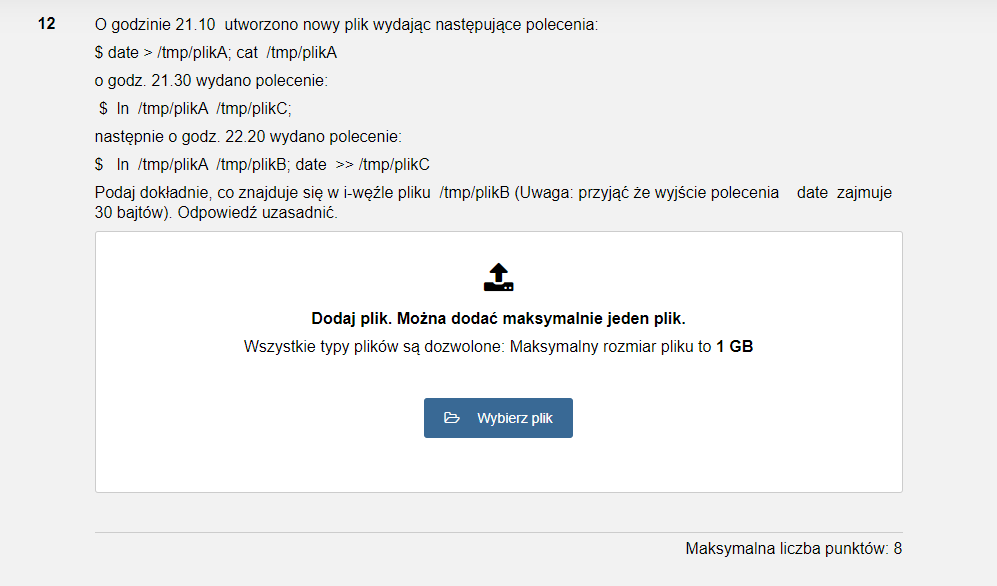 12 O godzinie 21.10 utworzono nowy plik wydając następujące polecenia:
$ date > /tmp/plikA; cat /tmp/plikA
o godz. 21.30 wydano polecenie:
$ ln /tmp/plikA /tmp/plikC;
następnie o godz. 22.20 wydano polecenie:
$ ln /tmp/plikA /tmp/plikB; date >> /tmp/plikC
Podaj dokładnie, co znajduje się w i-węźle pliku /tmp/plikB (Uwaga: przyjąć że wyjście polecenia date zajmuje
30 bajtów). Odpowiedź uzasadnić.
Dodaj plik. Można dodać maksymalnie jeden plik.
Wszystkie typy plików są dozwolone: Maksymalny rozmiar pliku to 1 GB
Wybierz plik
Maksymalna liczba punktów: 8